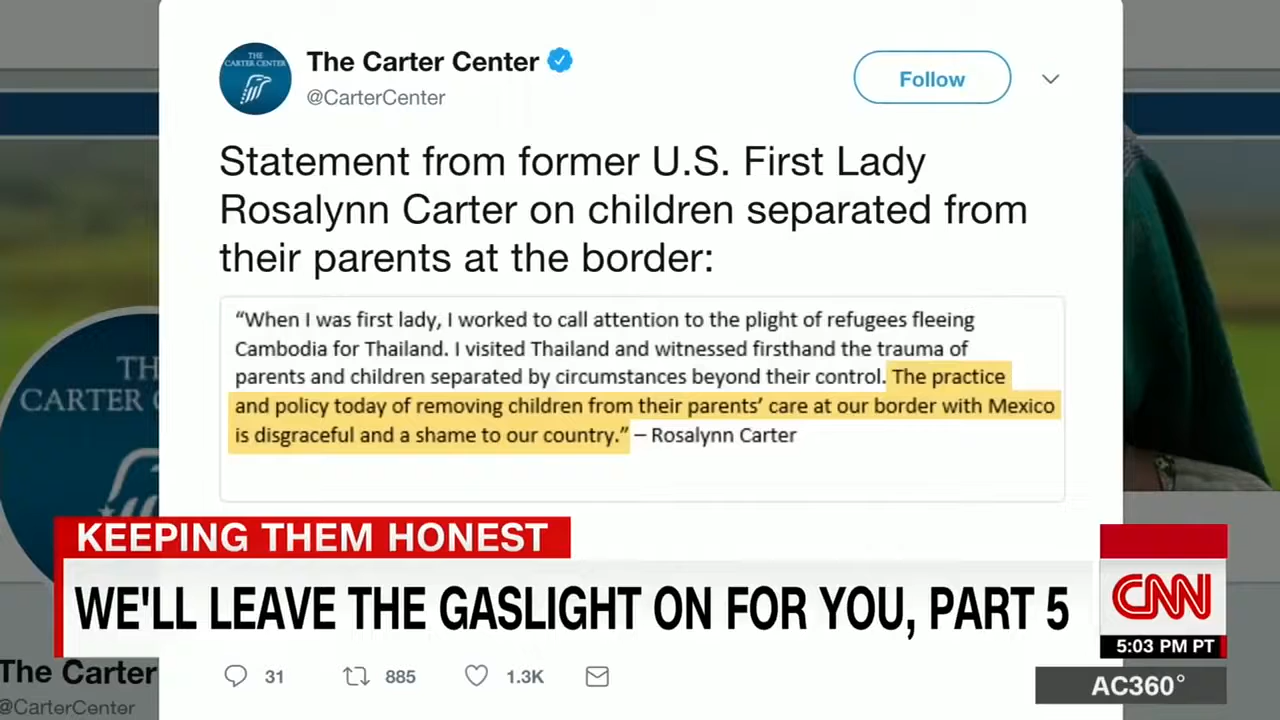 THE
CARTER CENTER
The Carter Center
@CarterCenter
Follow
Statement from former U.S. First Lady
Rosalynn Carter on children separated from
their parents at the border:
“When I was first lady, I worked to call attention to the plight of refugees fleeing
Cambodia for Thailand. I visited Thailand and witnessed firsthand the trauma of
parents and children separated by circumstances beyond their control. The practice
and policy today of removing children from their parents’ care at our border with Mexico
is disgraceful and a shame to our country.” – Rosalynn Carter
TH
CARTER
KEEPING THEM HONEST
WE'LL LEAVE THE GASLIGHT ON FOR YOU, PART 5
CNN
5:03 PM PT
AC360°
31
885
1.3K
The Carter
@CarterCenter